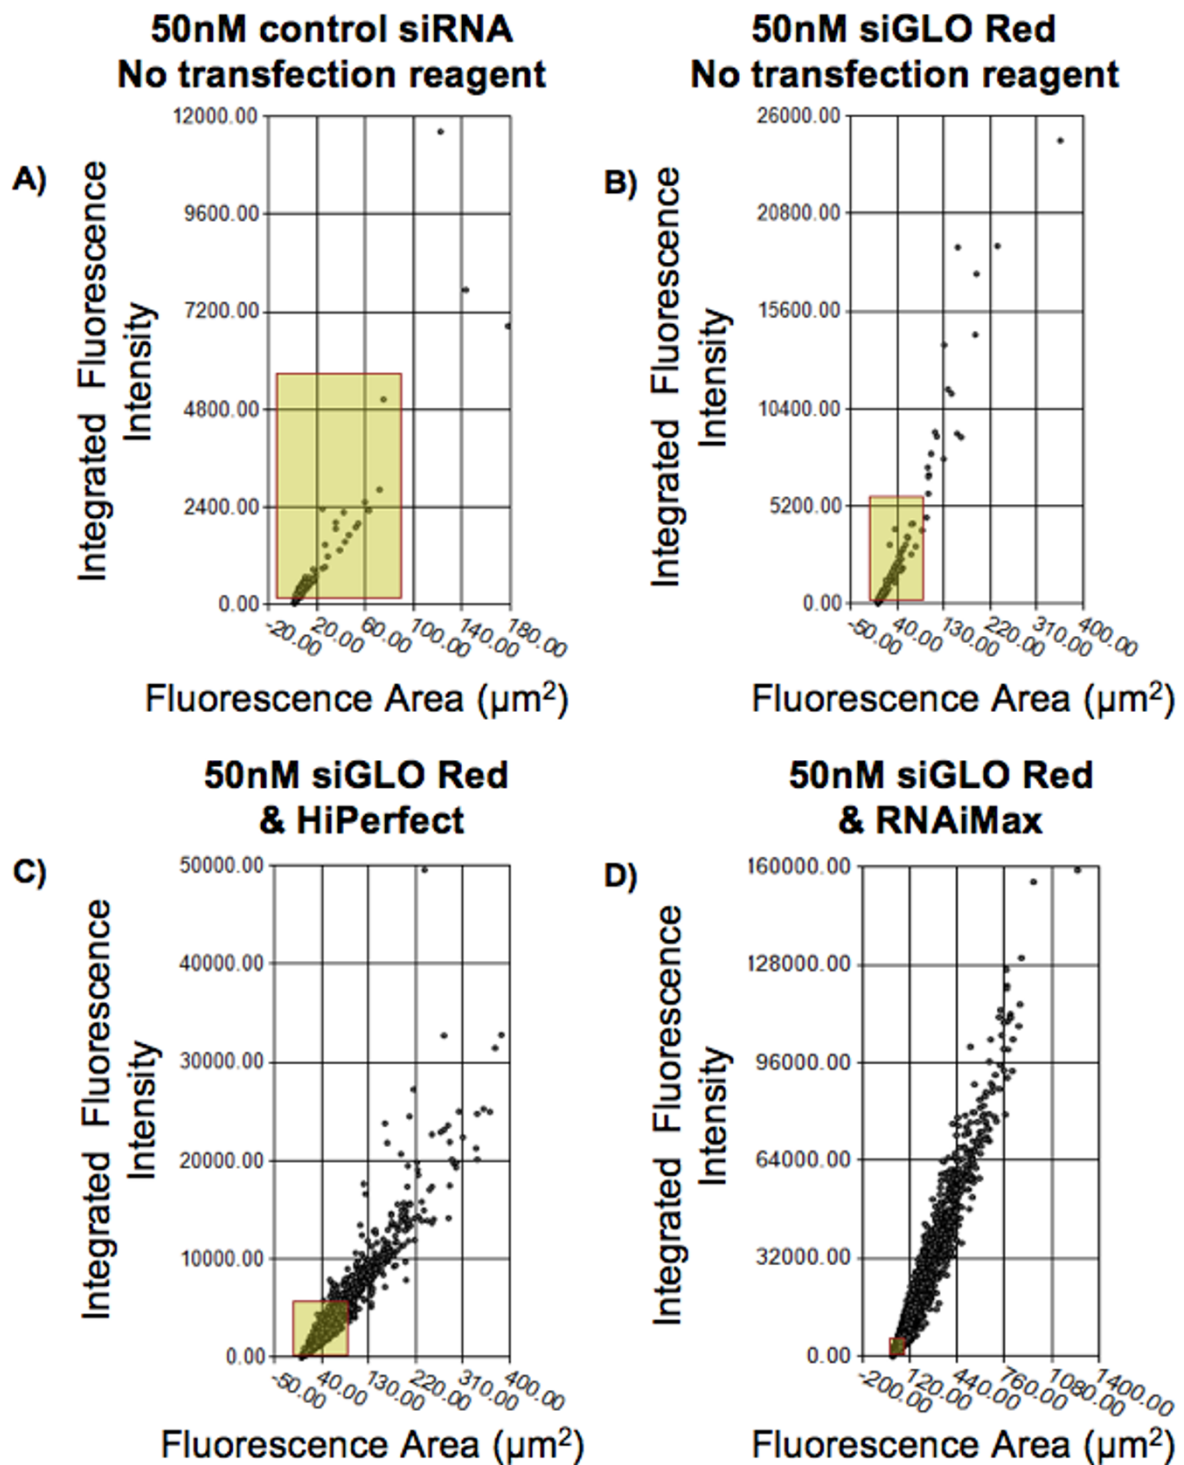 50nM control siRNA
No transfection reagent
A)
Integrated Fluorescence
Intensity
12000.00
9600.00
7200.00
4800.00
2400.00
0.00
-20.00
20.00
60.00
100.00
140.00
180.00
Fluorescence Area (µm²)
50nM siGLO Red
No transfection reagent
B)
Integrated Fluorescence
Intensity
26000.00
20800.00
15600.00
10400.00
5200.00
0.00
-50.00
40.00
130.00
220.00
310.00
400.00
Fluorescence Area (µm²)
50nM siGLO Red
& HiPerfect
C)
Integrated Fluorescence
Intensity
50000.00
40000.00
30000.00
20000.00
10000.00
0.00
-50.00
40.00
130.00
220.00
310.00
400.00
Fluorescence Area (µm²)
50nM siGLO Red
& RNAiMax
D)
Integrated Fluorescence
Intensity
160000.00
128000.00
96000.00
64000.00
32000.00
0.00
-200.00
120.00
440.00
760.00
1080.00
1400.00
Fluorescence Area (µm²)